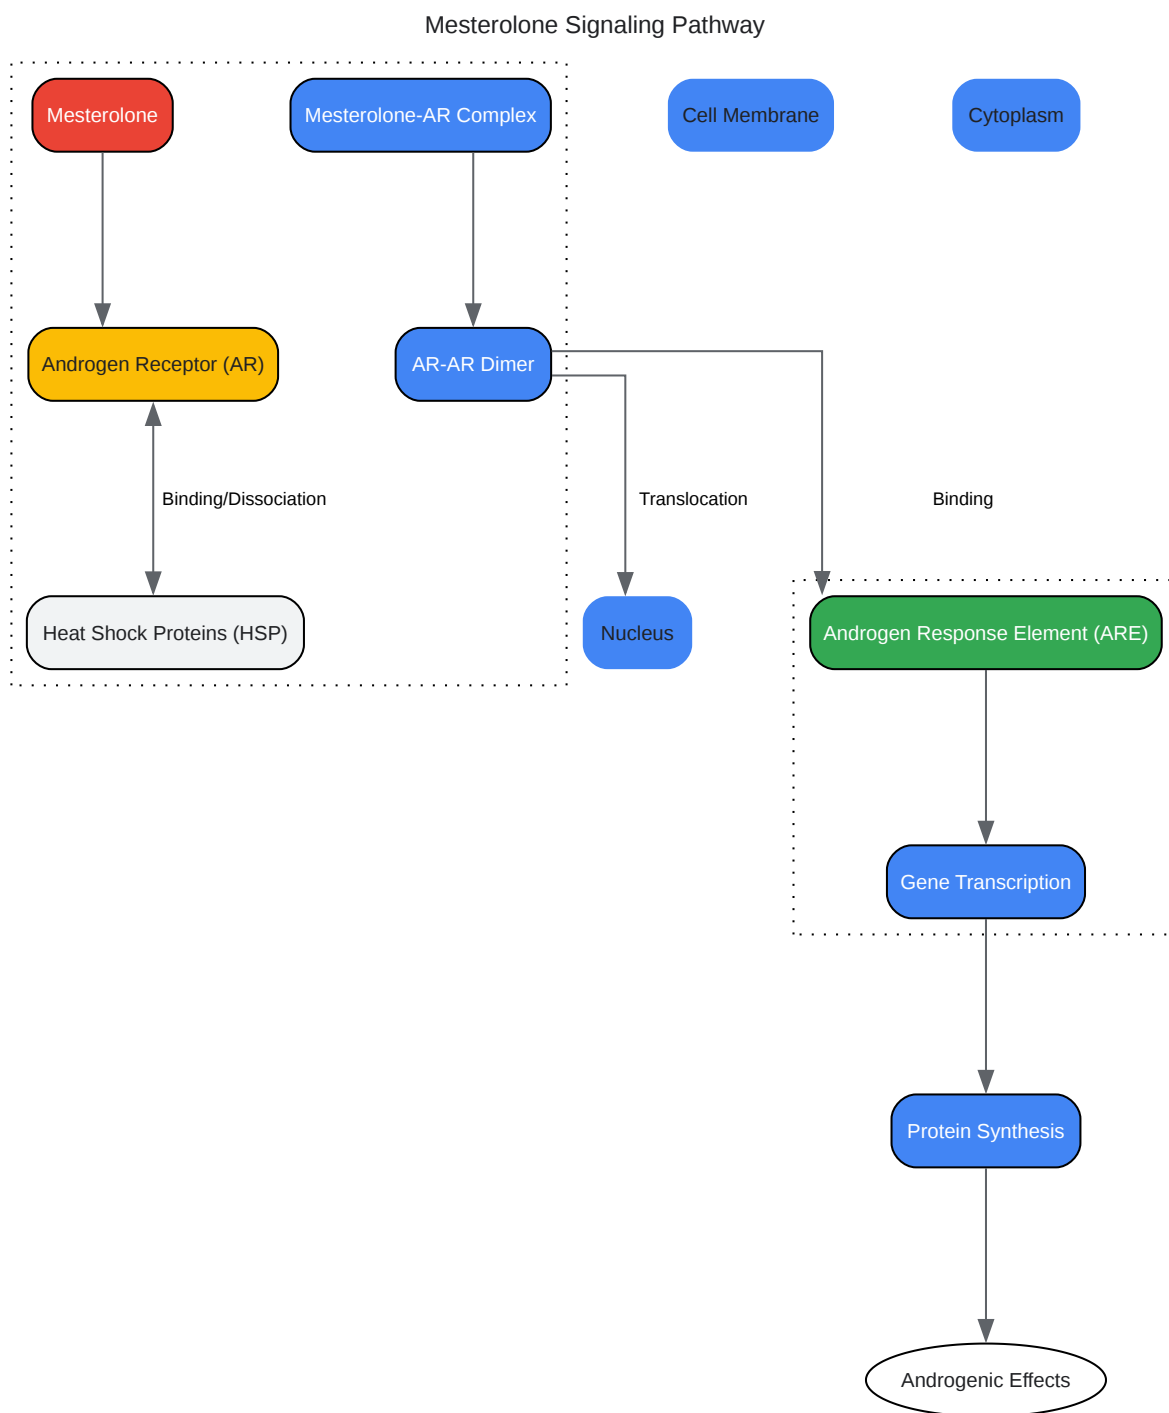 Mesterolone Signaling Pathway
Mesterolone
Mesterolone-AR Complex
Cell Membrane
Cytoplasm
Androgen Receptor (AR)
AR-AR Dimer
Binding/Dissociation
Translocation
Binding
Heat Shock Proteins (HSP)
Nucleus
Androgen Response Element (ARE)
Gene Transcription
Protein Synthesis
Androgenic Effects